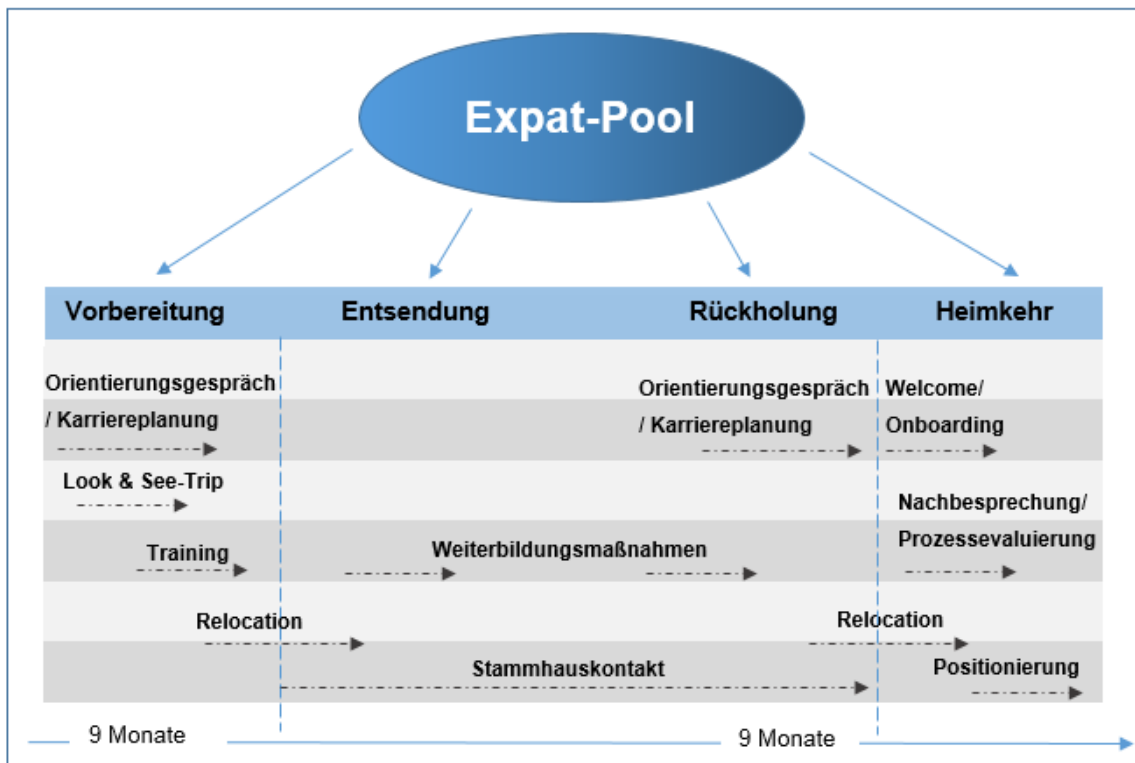 Expat-Pool
Vorbereitung
Entsendung
Rückholung
Heimkehr
Orientierungsgespräch
/ Karriereplanung
Orientierungsgespräch
/ Karriereplanung
Welcome/
Onboarding
Look & See-Trip
Nachbesprechung/
Prozessevaluierung
Training
Weiterbildungsmaßnahmen
Relocation
Relocation
Stammhauskontakt
Positionierung
9 Monate
9 Monate